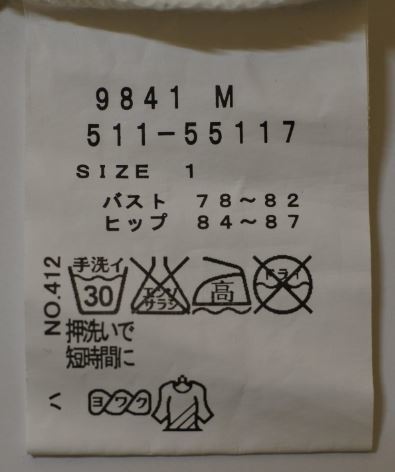 9841 M
511-55117
SIZE 1
バスト 78~82
ヒップ 84~87
NO.412
手洗イ
30
エンソ
サラシ
高
ドライ
押洗いで
短時間に
ハ
ヨワク